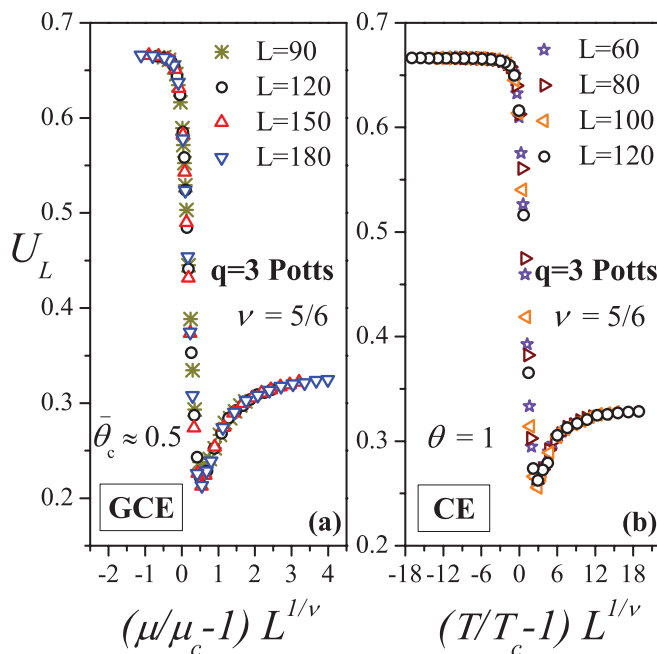 U_L
0.7
0.6
0.5
0.4
0.3
0.2
L=90
L=120
L=150
L=180
q=3 Potts
ν = 5/6
θ̄_c ≈ 0.5
GCE
(a)
-2 -1 0 1 2 3 4
(μ/μ_c-1) L^{1/ν}
0.7
0.6
0.5
0.4
0.3
0.2
L=60
L=80
L=100
L=120
q=3 Potts
ν = 5/6
θ = 1
CE
(b)
-18 -12 -6 0 6 12 18
(T/T_c-1) L^{1/ν}